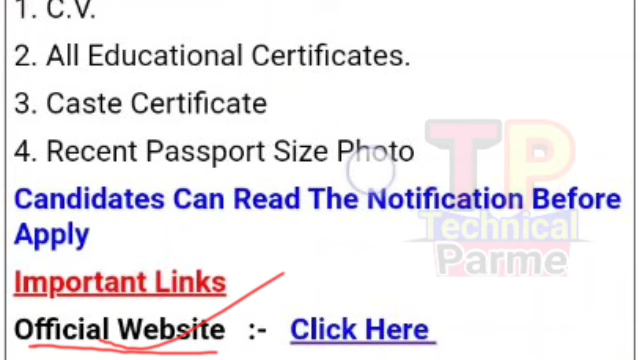 1. C.V.
2. All Educational Certificates.
3. Caste Certificate
4. Recent Passport Size Photo
Candidates Can Read The Notification Before
Apply
Important Links
Official Website :- Click Here
TP
Technical
Parme